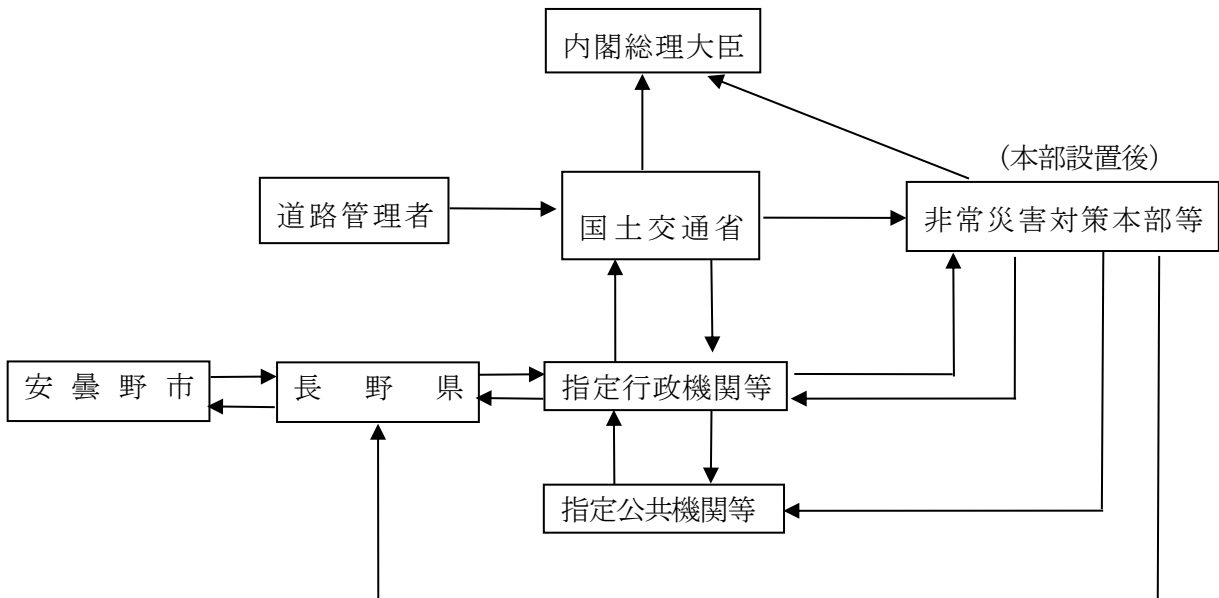 内閣総理大臣
（本部設置後）
道路管理者
国土交通省
非常災害対策本部等
安曇野市
長野県
指定行政機関等
指定公共機関等